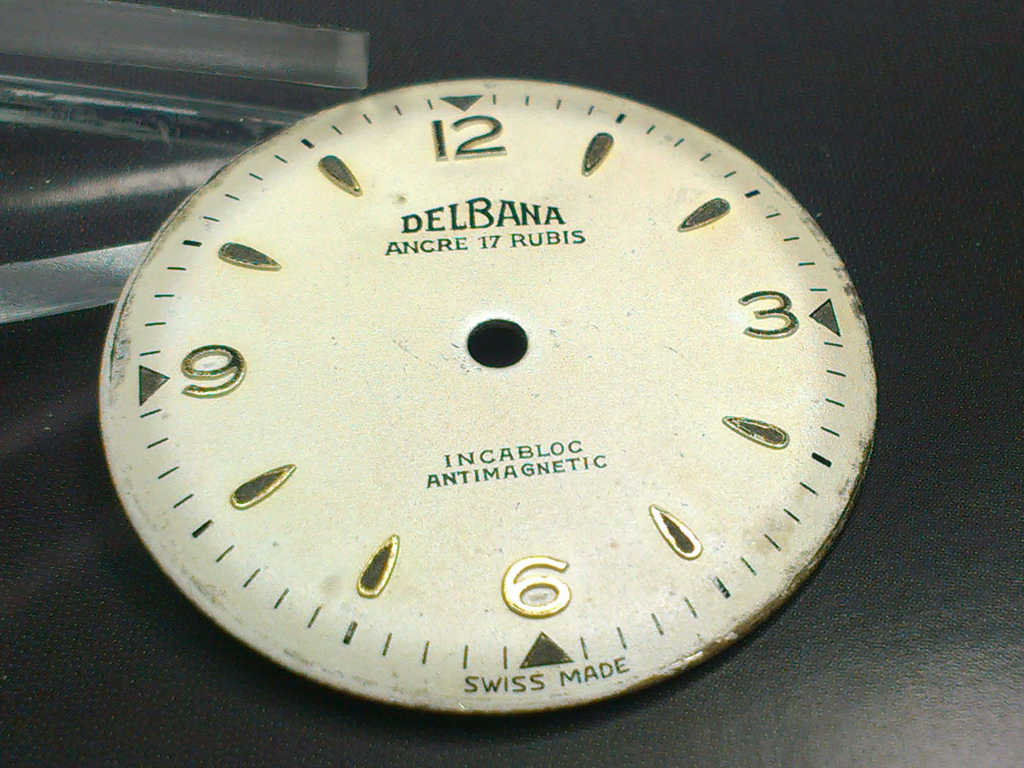 12
DELBANA
ANCRE 17 RUBIS
9 3
INCABLOC
ANTIMAGNETIC
6
SWISS MADE